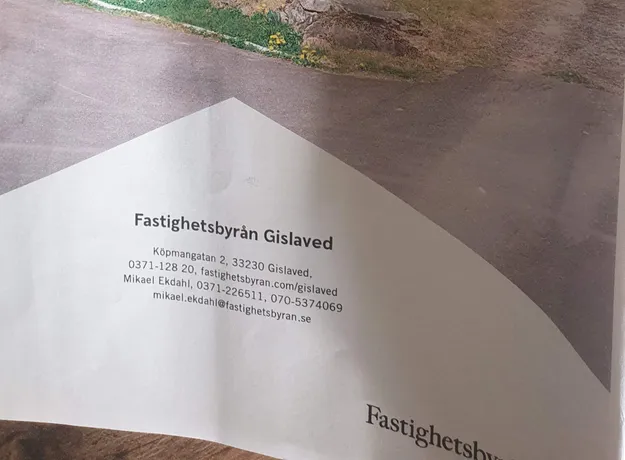 Fastighetsbyrån Gislaved
Köpmangatan 2, 33230 Gislaved,
0371-128 20, fastighetsbyran.com/gislaved
Mikael Ekdahl, 0371-226511, 070-5374069
mikael.ekdahl@fastighetsbyran.se